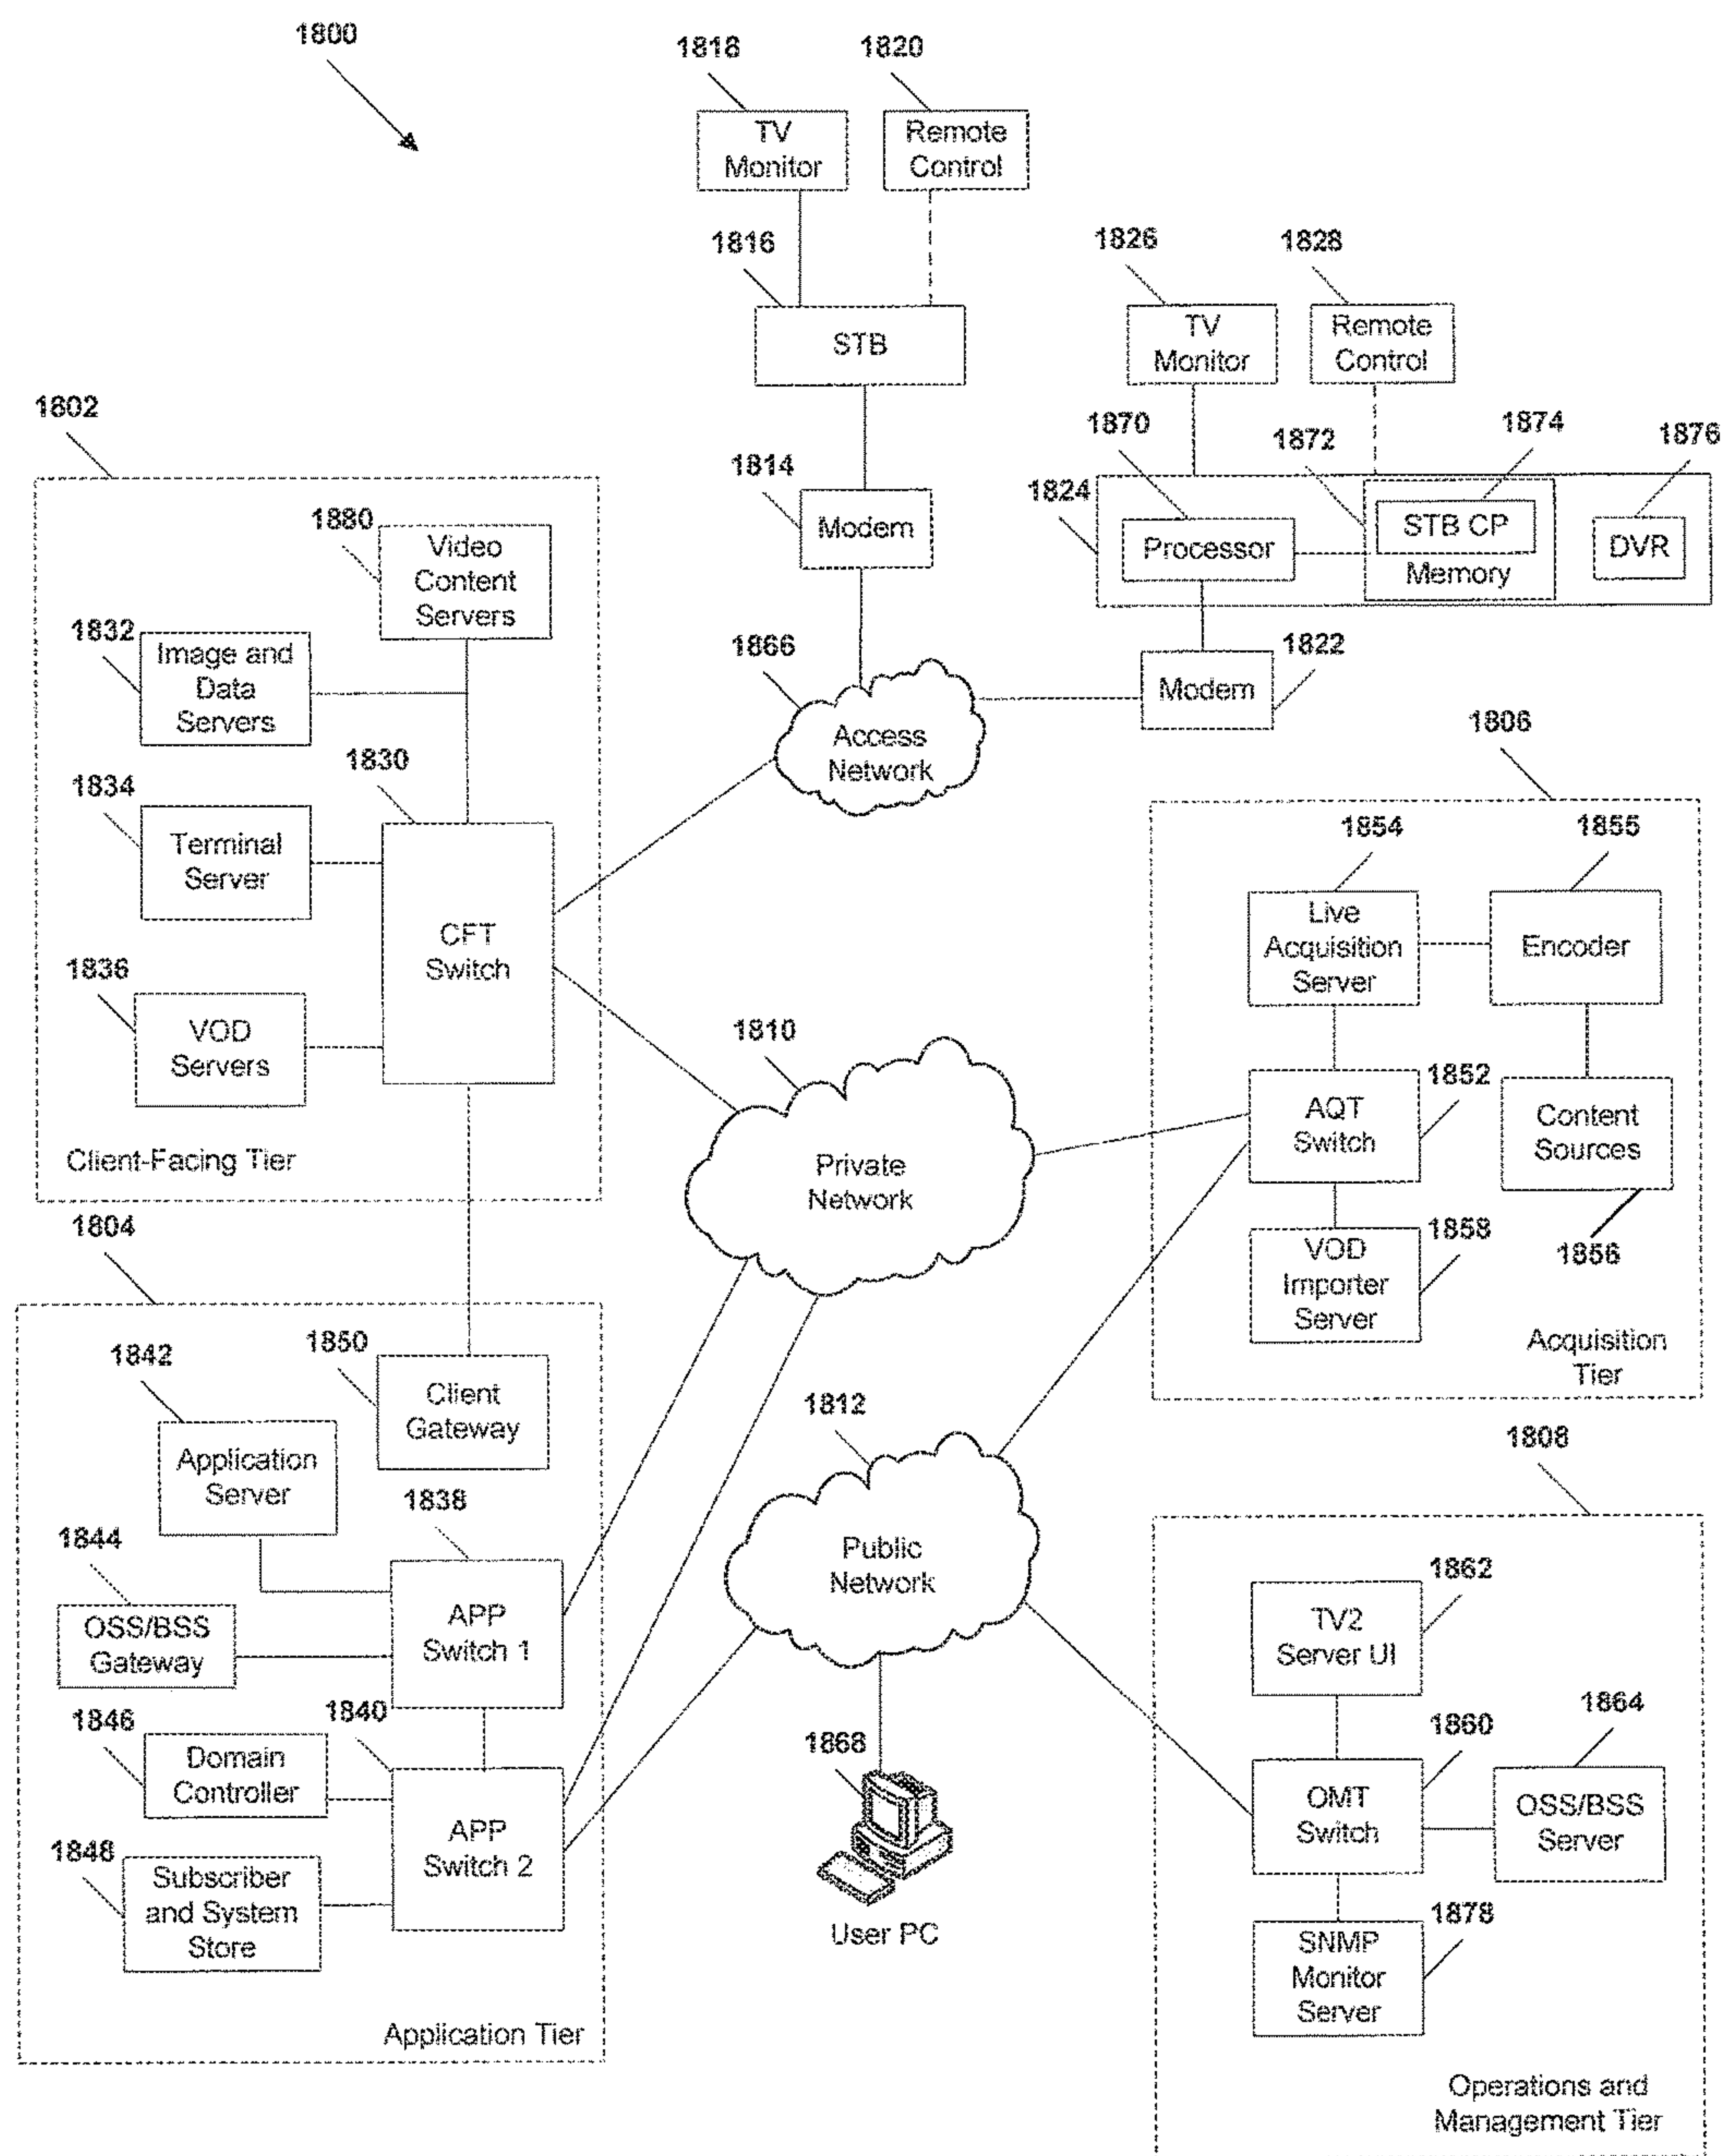 1800
1818
1820
TV
Monitor
Remote
Control
1816
STB
1826
1828
TV
Monitor
Remote
Control
1814
Modem
1824
1870
1872
1874
1876
Processor
STB CP
Memory
DVR
1866
Access
Network
1822
Modem
1802
1880
Video
Content
Servers
1832
Image and
Data
Servers
1834
Terminal
Server
1830
CFT
Switch
1836
VOD
Servers
Client-Facing Tier
1806
1854
Live
Acquisition
Server
1855
Encoder
1852
AQT
Switch
Content
Sources
1856
1858
VOD
Importer
Server
Acquisition
Tier
1810
Private
Network
1804
1842
Application
Server
1850
Client
Gateway
1844
OSS/BSS
Gateway
1838
APP
Switch 1
1846
Domain
Controller
1840
APP
Switch 2
1848
Subscriber
and System
Store
Application Tier
1812
Public
Network
1868
User PC
1808
1862
TV2
Server UI
1860
OMT
Switch
1864
OSS/BSS
Server
1878
SNMP
Monitor
Server
Operations and
Management Tier